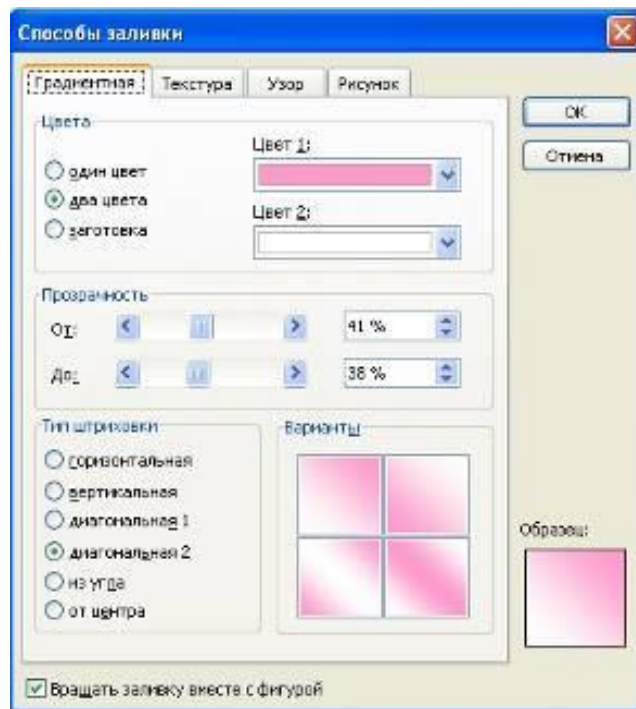 Способы заливки
Градиентная Текстура Узор Рисунок
Цвета
один цвет
два цвета
заготовка
Цвет 1:
Цвет 2:
ОК
Отмена
Прозрачность
От: 41 %
До: 38 %
Тип штриховки
горизонтальная
вертикальная
диагональная 1
диагональная 2
из угла
от центра
Варианты
Образец:
Вращать заливку вместе с фигурой